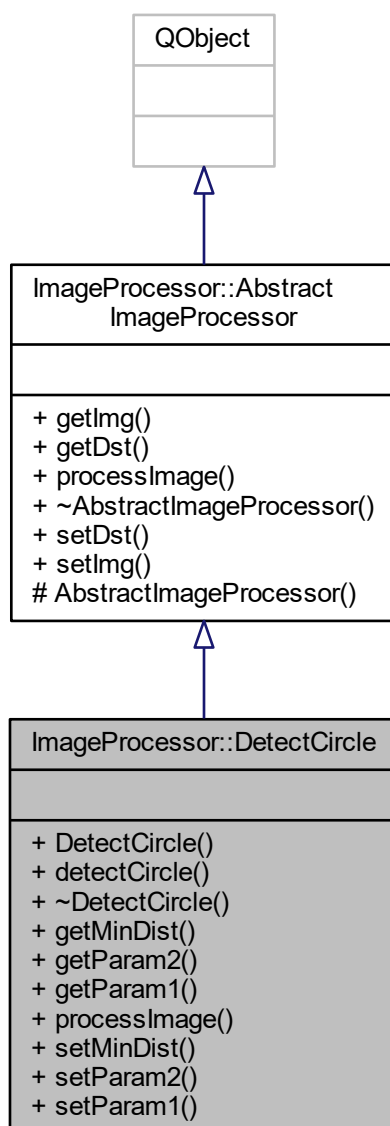 QObject
ImageProcessor::Abstract
ImageProcessor
+ getImg()
+ getDst()
+ processImage()
+ ~AbstractImageProcessor()
+ setDst()
+ setImg()
# AbstractImageProcessor()
ImageProcessor::DetectCircle
+ DetectCircle()
+ detectCircle()
+ ~DetectCircle()
+ getMinDist()
+ getParam2()
+ getParam1()
+ processImage()
+ setMinDist()
+ setParam2()
+ setParam1()